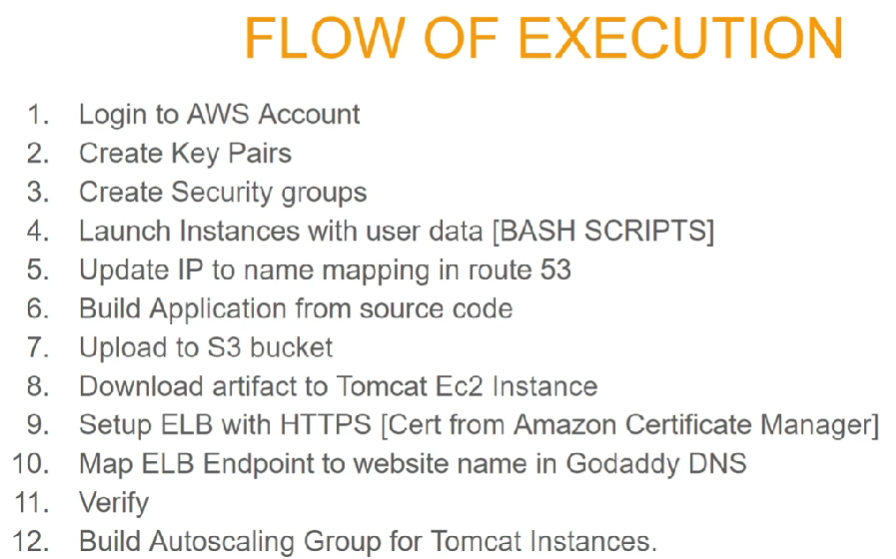 FLOW OF EXECUTION
1. Login to AWS Account
2. Create Key Pairs
3. Create Security groups
4. Launch Instances with user data [BASH SCRIPTS]
5. Update IP to name mapping in route 53
6. Build Application from source code
7. Upload to S3 bucket
8. Download artifact to Tomcat Ec2 Instance
9. Setup ELB with HTTPS [Cert from Amazon Certificate Manager]
10. Map ELB Endpoint to website name in Godaddy DNS
11. Verify
12. Build Autoscaling Group for Tomcat Instances.